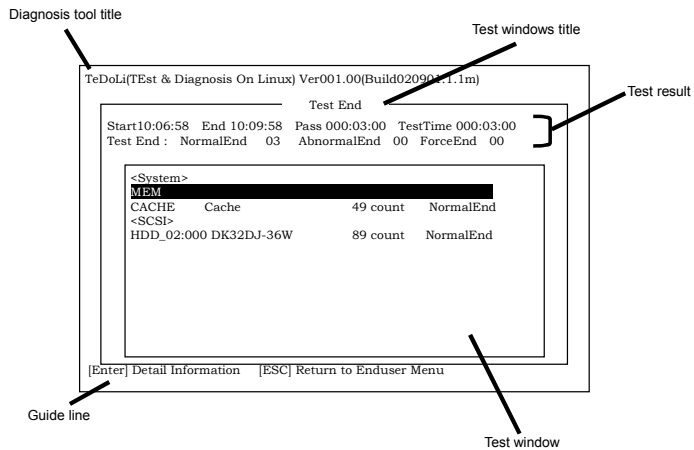 Diagnosis tool title
Test windows title
TeDoLi(TEst & Diagnosis On Linux) Ver001.00(Build020901.1.1m)
Test result
Test End
Start10:06:58 End 10:09:58 Pass 000:03:00 TestTime 000:03:00
Test End : NormalEnd 03 AbnormalEnd 00 ForceEnd 00
<System>
MEM
CACHE Cache 49 count NormalEnd
<SCSI>
HDD_02:000 DK32DJ-36W 89 count NormalEnd
[Enter] Detail Information [ESC] Return to Enduser Menu
Guide line
Test window